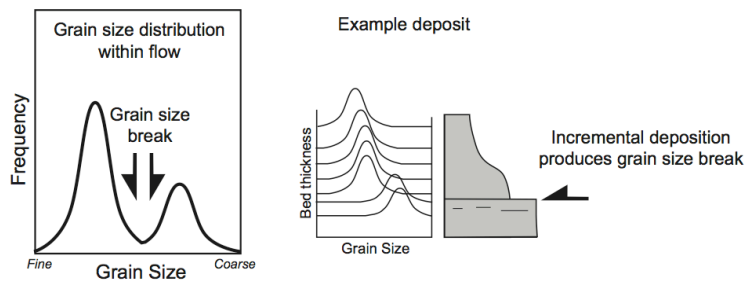 Grain size distribution
within flow
Grain size
break
Frequency
Fine
Coarse
Grain Size
Example deposit
Bed thickness
Grain Size
Incremental deposition
produces grain size break